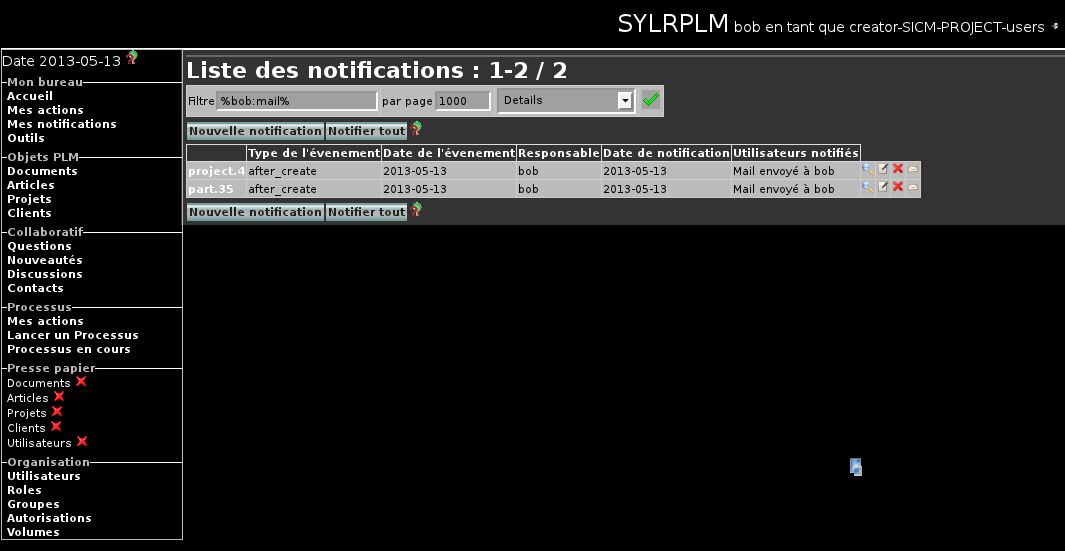 SYLRPLM bob en tant que creator-SICM-PROJECT-users
Date 2013-05-13
Mon bureau
Accueil
Mes actions
Mes notifications
Outils
Objets PLM
Documents
Articles
Projets
Clients
Collaboratif
Questions
Nouveautés
Discussions
Contacts
Processus
Mes actions
Lancer un Processus
Processus en cours
Presse papier
Documents
Articles
Projets
Clients
Utilisateurs
Organisation
Utilisateurs
Roles
Groupes
Autorisations
Volumes
Liste des notifications : 1-2 / 2
Filtre %bob:mail% par page 1000 Details
Nouvelle notification Notifier tout
Type de l'évenement Date de l'évenement Responsable Date de notification Utilisateurs notifiés
project.4 after_create 2013-05-13 bob 2013-05-13 Mail envoyé à bob
part.35 after_create 2013-05-13 bob 2013-05-13 Mail envoyé à bob
Nouvelle notification Notifier tout